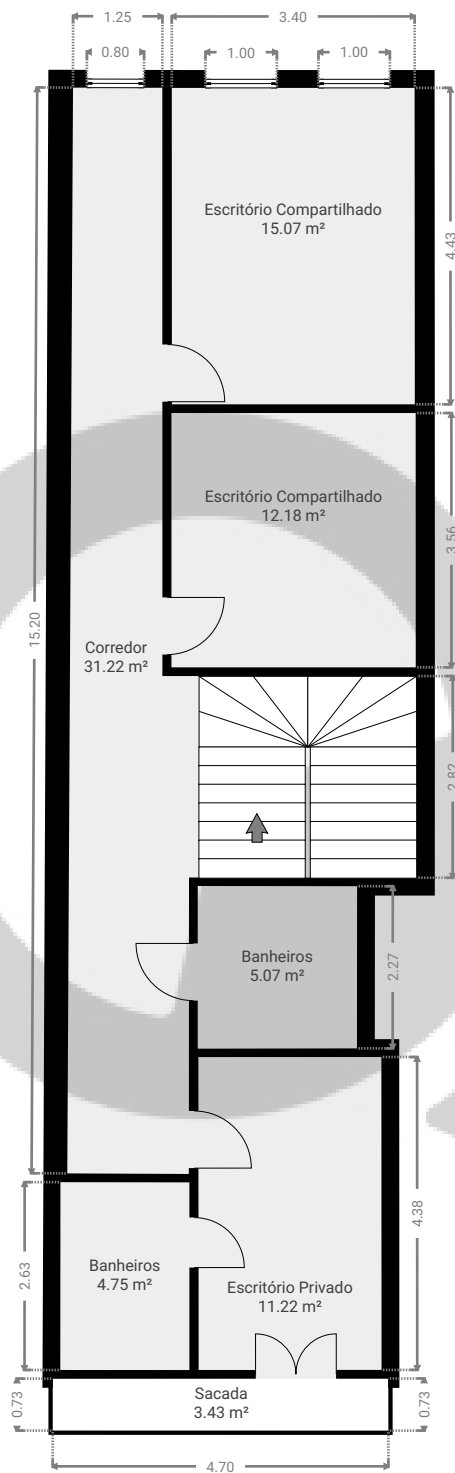 1.25
3.40
0.80
1.00
1.00
Escritório Compartilhado
15.07 m²
4.43
Escritório Compartilhado
12.18 m²
3.56
15.20
Corredor
31.22 m²
2.82
Banheiros
5.07 m²
2.27
4.38
Banheiros
4.75 m²
2.63
Escritório Privado
11.22 m²
Sacada
3.43 m²
0.73
0.73
4.70